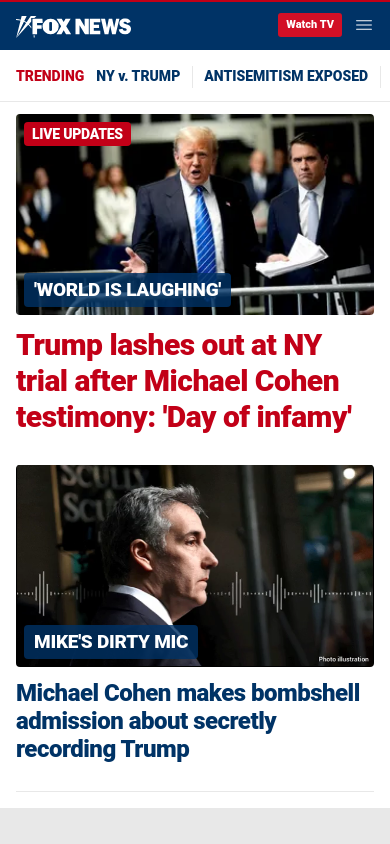 FOX NEWS
Watch TV
TRENDING NY v. TRUMP ANTISEMITISM EXPOSED
LIVE UPDATES
'WORLD IS LAUGHING'
Trump lashes out at NY
trial after Michael Cohen
testimony: 'Day of infamy'
MIKE'S DIRTY MIC
Photo illustration
Michael Cohen makes bombshell
admission about secretly
recording Trump